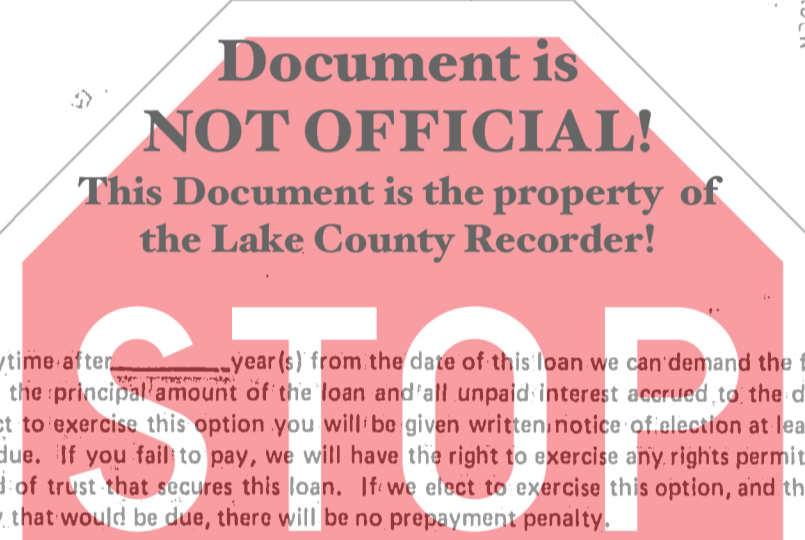 Document is
NOT OFFICIAL!
This Document is the property of
the Lake County Recorder!
STOP
ytime after year(s) from the date of this loan we can demand the f
the principal amount of the loan and all unpaid interest accrued to the d
ct to exercise this option you will be given written notice of election at lea
due. If you fail to pay, we will have the right to exercise any rights permit
d of trust that secures this loan. If we elect to exercise this option, and th
y that would be due, there will be no prepayment penalty.